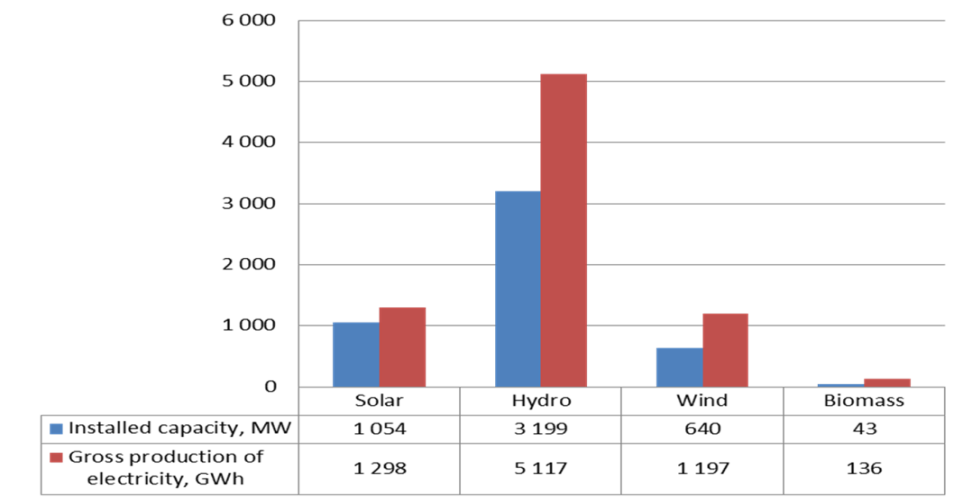 6 000
5 000
4 000
3 000
2 000
1 000
0
Solar Hydro Wind Biomass
Installed capacity, MW 1 054 3 199 640 43
Gross production of
electricity, GWh 1 298 5 117 1 197 136